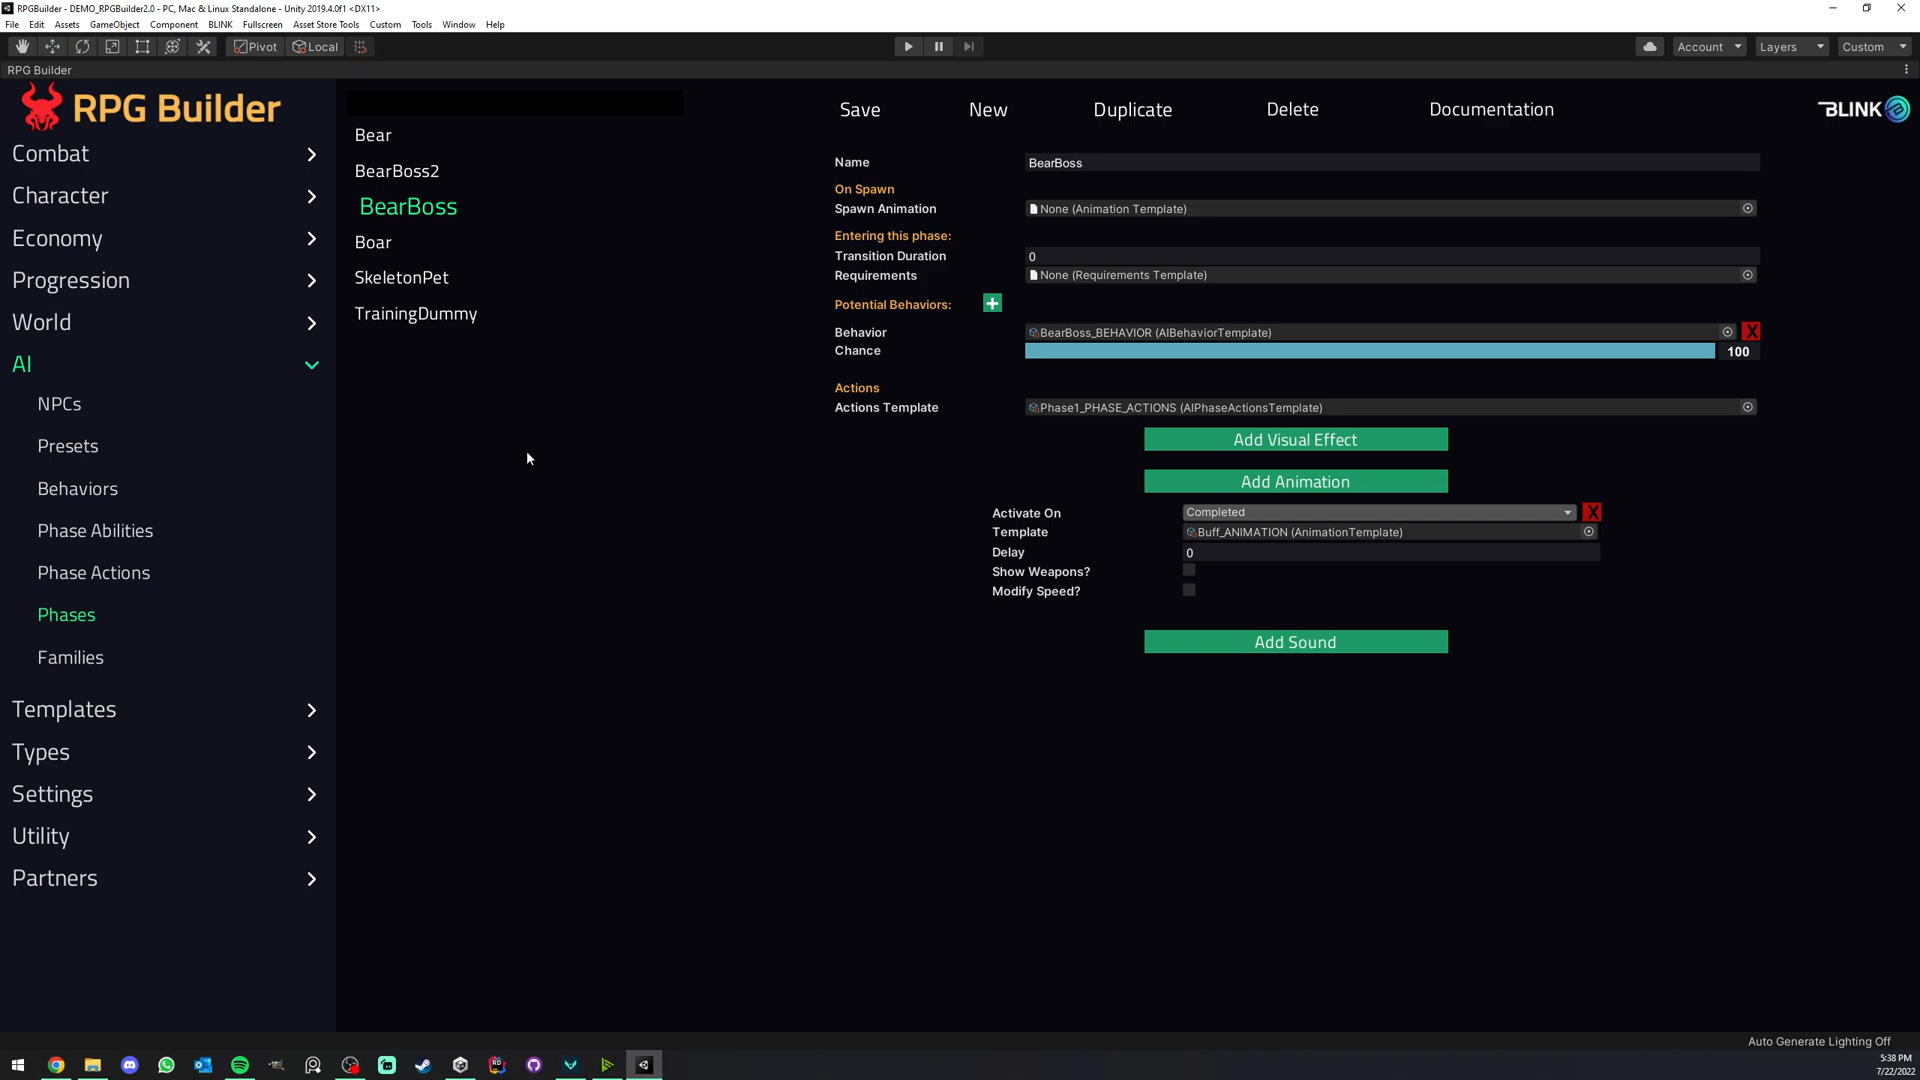 RPGBuilder - DEMO_RPGBuilder2.0 - PC, Mac & Linux Standalone - Unity 2019.4.0f1 <DX11>
File Edit Assets GameObject Component Tools BLINK Fullscreen Asset Store Tools Custom Tools Window Help
Pivot Local Account Layers Custom
RPG Builder
RPG Builder
Combat
Character
Economy
Progression
World
AI
NPCs
Presets
Behaviors
Phase Abilities
Phase Actions
Phases
Families
Templates
Types
Settings
Utility
Partners
Bear
BearBoss2
BearBoss
Boar
SkeletonPet
TrainingDummy
Save New Duplicate Delete Documentation
BLINK
Name BearBoss
On Spawn
Spawn Animation None (Animation Template)
Entering this phase:
Transition Duration 0
Requirements None (Requirements Template)
Potential Behaviors: +
Behavior BearBoss_BEHAVIOR (AIBehaviorTemplate) X
Chance 100
Actions
Actions Template Phase1_PHASE_ACTIONS (AIPhaseActionsTemplate)
Add Visual Effect
Add Animation
Activate On Completed X
Template Buff_ANIMATION (AnimationTemplate)
Delay 0
Show Weapons?
Modify Speed?
Add Sound
Auto Generate Lighting Off
5:38 PM
7/22/2022